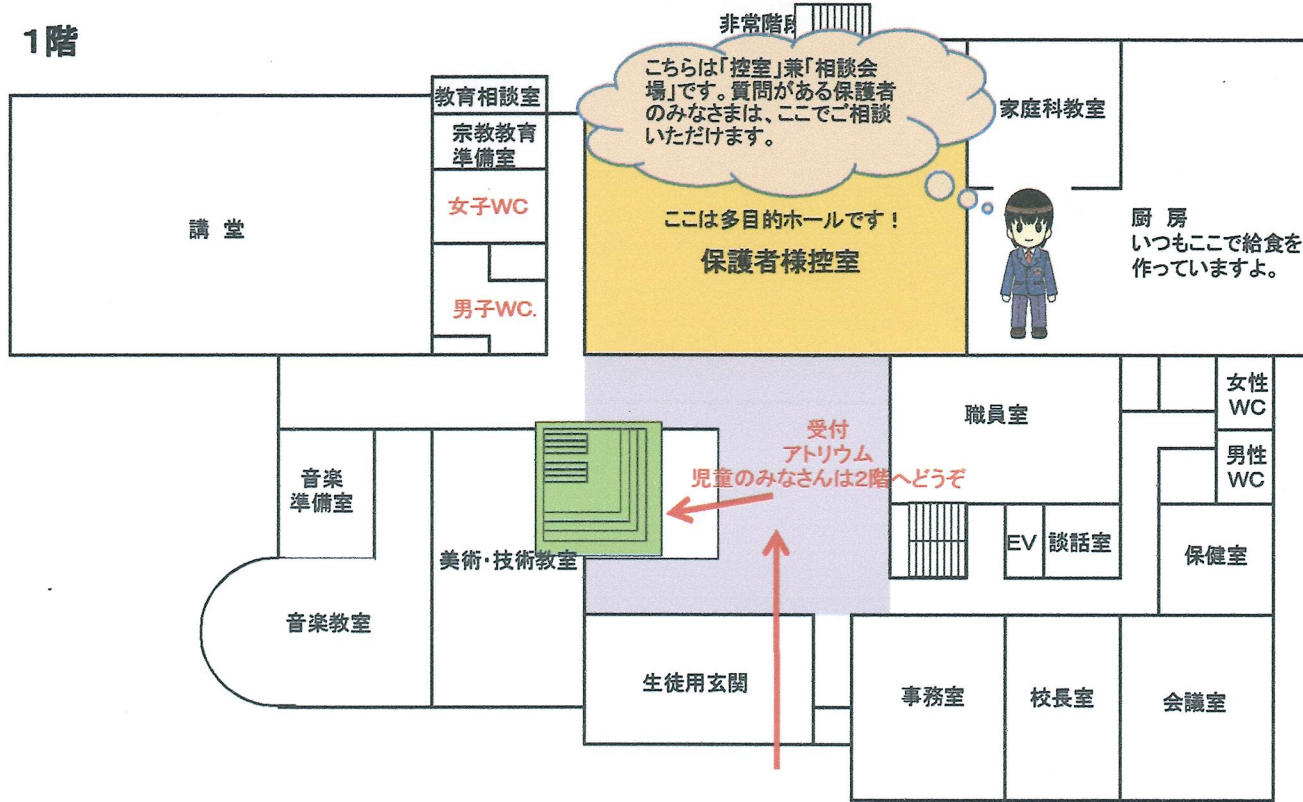 1階
非常階段
こちらは「控室」兼「相談会
場」です。質問がある保護者
のみなさまは、ここでご相談
いただけます。
教育相談室
宗教教育
準備室
女子WC
男子WC.
講 堂
ここは多目的ホールです！
保護者様控室
家庭科教室
厨 房
いつもここで給食を
作っていますよ。
受付
アトリウム
児童のみなさんは2階へどうぞ
職員室
女性
WC
男性
WC
音楽
準備室
美術・技術教室
EV
談話室
保健室
音楽教室
生徒用玄関
事務室
校長室
会議室